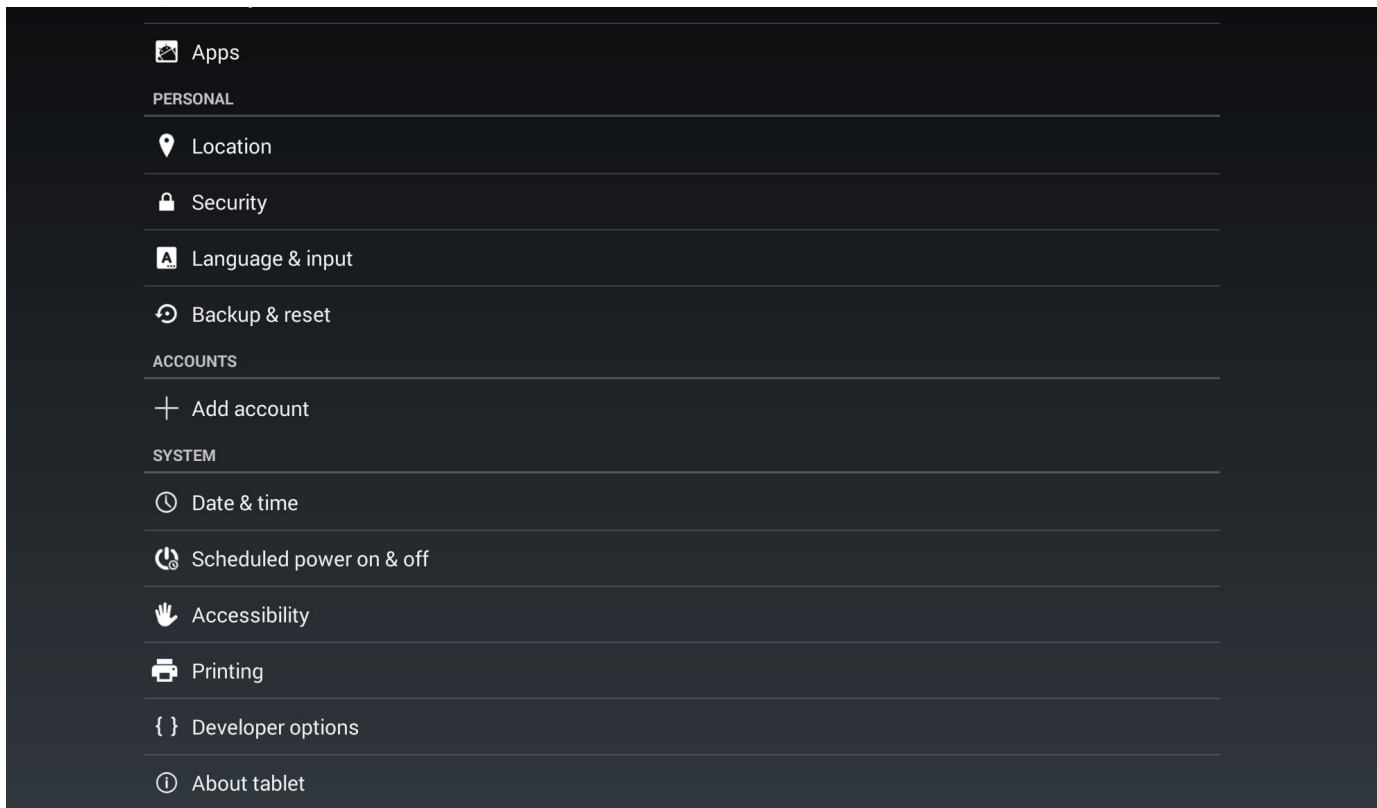 Apps
PERSONAL
Location
Security
Language & input
Backup & reset
ACCOUNTS
Add account
SYSTEM
Date & time
Scheduled power on & off
Accessibility
Printing
{ } Developer options
About tablet